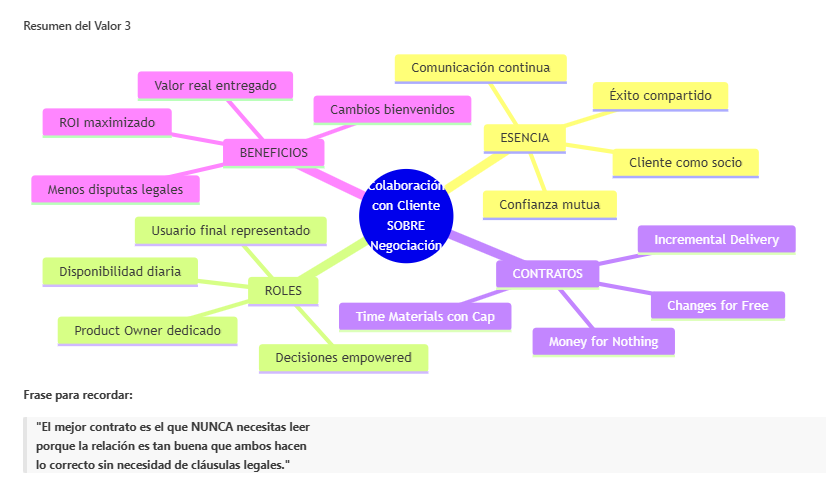 Resumen del Valor 3
Colaboración
con Cliente
SOBRE
Negociación
ESENCIA
Comunicación continua
Éxito compartido
Cliente como socio
Confianza mutua
CONTRATOS
Incremental Delivery
Changes for Free
Money for Nothing
Time Materials con Cap
ROLES
Usuario final representado
Disponibilidad diaria
Product Owner dedicado
Decisiones empowered
BENEFICIOS
Valor real entregado
ROI maximizado
Menos disputas legales
Cambios bienvenidos
Frase para recordar:
"El mejor contrato es el que NUNCA necesitas leer
porque la relación es tan buena que ambos hacen
lo correcto sin necesidad de cláusulas legales."